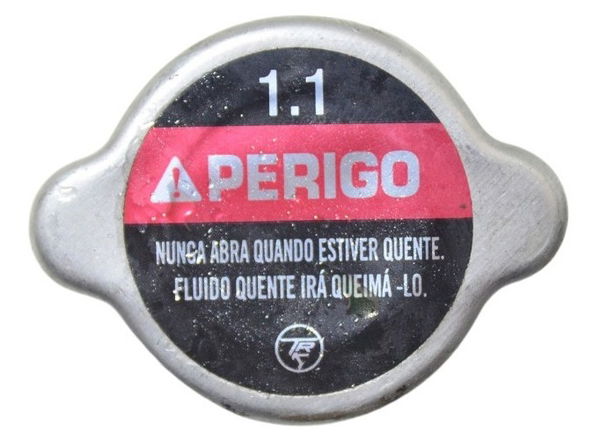 1.1
PERIGO
NUNCA ABRA QUANDO ESTIVER QUENTE.
FLUIDO QUENTE IRÁ QUEIMÁ -LO.